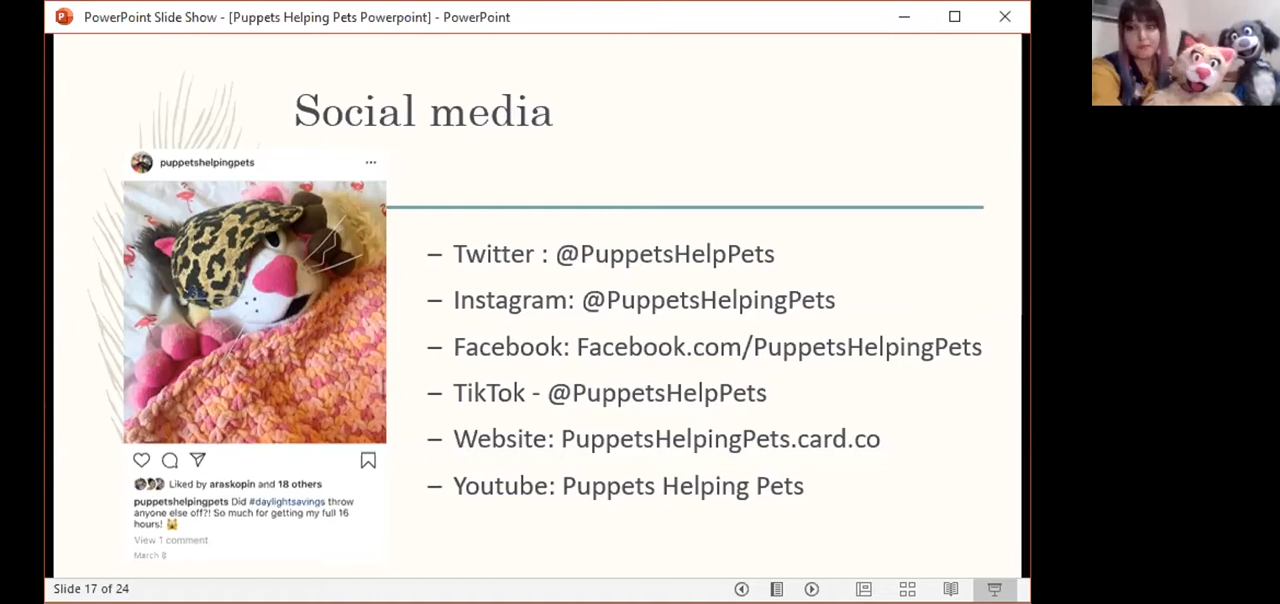 PowerPoint Slide Show - [Puppets Helping Pets Powerpoint] - PowerPoint
Social media
puppetshelpingpets
– Twitter : @PuppetsHelpPets
– Instagram: @PuppetsHelpingPets
– Facebook: Facebook.com/PuppetsHelpingPets
– TikTok - @PuppetsHelpPets
– Website: PuppetsHelpingPets.card.co
– Youtube: Puppets Helping Pets
Liked by araskopin and 18 others
puppetshelpingpets Did #daylightsavings throw
anyone else off?! So much for getting my full 16
hours! 🙀
View 1 comment
March 8
Slide 17 of 24